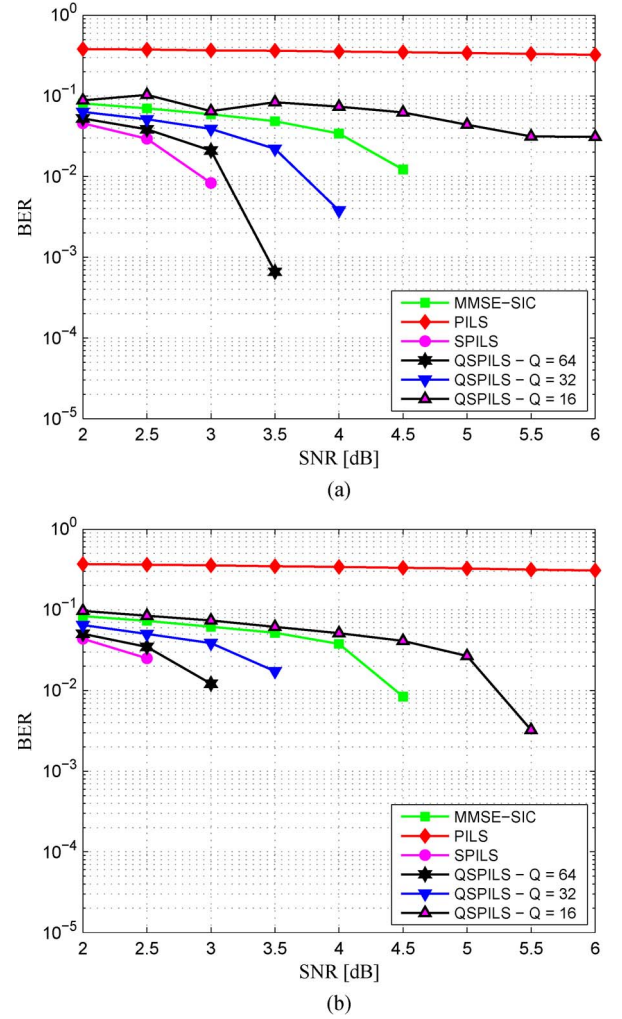 10^0
10^-1
10^-2
10^-3
10^-4
10^-5
BER
MMSE-SIC
PILS
SPILS
QSPILS - Q = 64
QSPILS - Q = 32
QSPILS - Q = 16
2 2.5 3 3.5 4 4.5 5 5.5 6
SNR [dB]
(a)
10^0
10^-1
10^-2
10^-3
10^-4
10^-5
BER
MMSE-SIC
PILS
SPILS
QSPILS - Q = 64
QSPILS - Q = 32
QSPILS - Q = 16
2 2.5 3 3.5 4 4.5 5 5.5 6
SNR [dB]
(b)